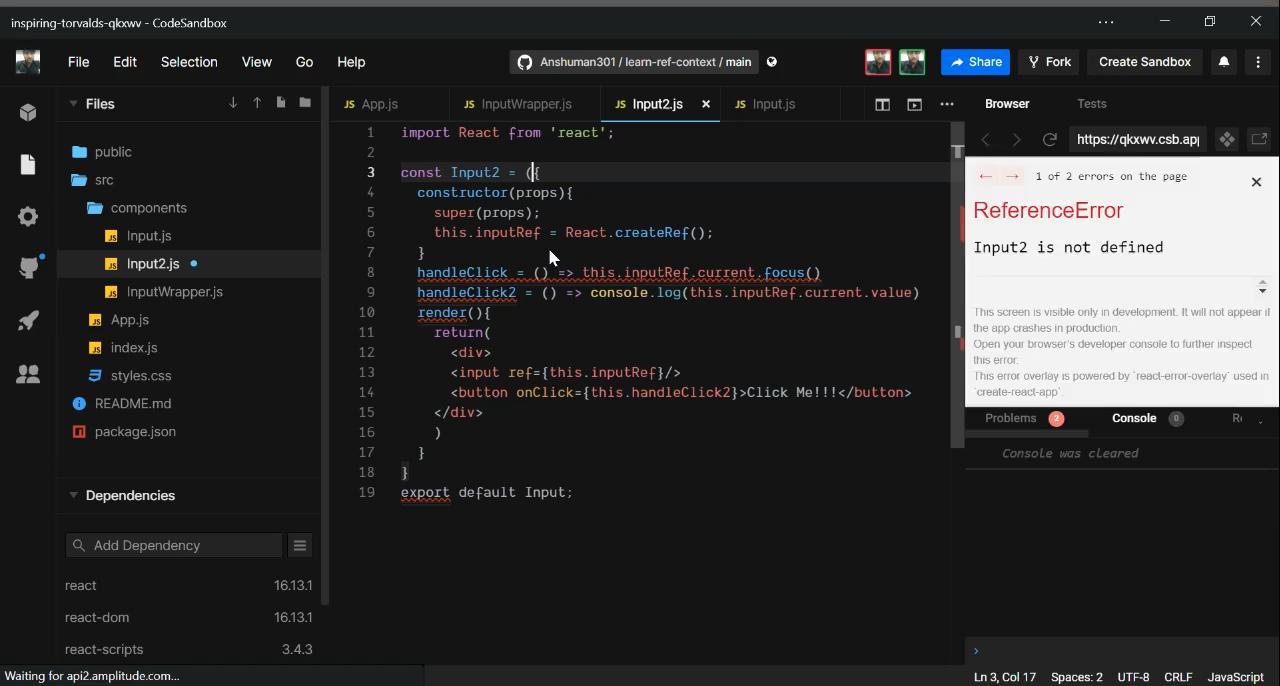 inspiring-torvalds-qkxwv - CodeSandbox
File Edit Selection View Go Help
Anshuman301 / learn-ref-context / main
Share Fork Create Sandbox
Files
public
src
components
Input.js
Input2.js
InputWrapper.js
App.js
index.js
styles.css
README.md
package.json
Dependencies
Add Dependency
react 16.13.1
react-dom 16.13.1
react-scripts 3.4.3
Waiting for api2.amplitude.com...
JS App.js JS InputWrapper.js JS Input2.js × JS Input.js
1 import React from 'react';
2
3 const Input2 = ({
4 constructor(props){
5 super(props);
6 this.inputRef = React.createRef();
7 }
8 handleClick = () => this.inputRef.current.focus()
9 handleClick2 = () => console.log(this.inputRef.current.value)
10 render(){
11 return(
12 <div>
13 <input ref={this.inputRef}/>
14 <button onClick={this.handleClick2}>Click Me!!!</button>
15 </div>
16 )
17 }
18 }
19 export default Input;
Browser Tests
https://qkxwv.csb.app
← → 1 of 2 errors on the page
ReferenceError
Input2 is not defined
This screen is visible only in development. It will not appear if
the app crashes in production.
Open your browser's developer console to further inspect
this error.
This error overlay is powered by `react-error-overlay` used in
`create-react-app`.
Problems 2 Console 0
Console was cleared
›
Ln 3, Col 17 Spaces: 2 UTF-8 CRLF JavaScript